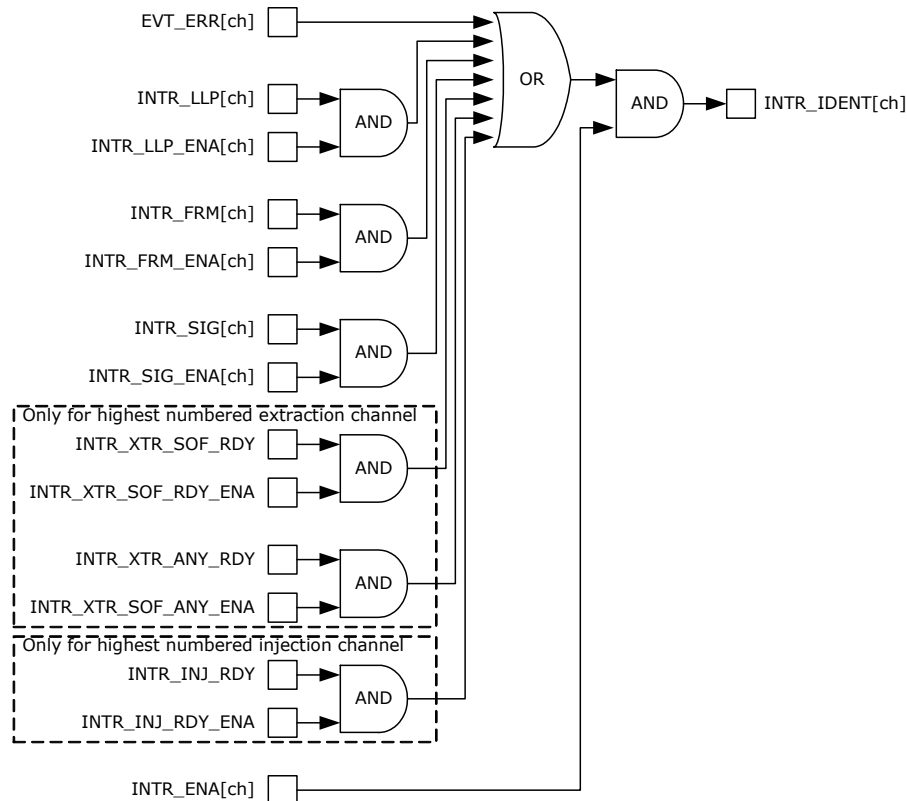 EVT_ERR[ch]
OR
INTR_LLP[ch]
AND
INTR_IDENT[ch]
AND
INTR_LLP_ENA[ch]
INTR_FRM[ch]
AND
INTR_FRM_ENA[ch]
INTR_SIG[ch]
AND
INTR_SIG_ENA[ch]
Only for highest numbered extraction channel
INTR_XTR_SOF_RDY
AND
INTR_XTR_SOF_RDY_ENA
INTR_XTR_ANY_RDY
AND
INTR_XTR_SOF_ANY_ENA
Only for highest numbered injection channel
INTR_INJ_RDY
AND
INTR_INJ_RDY_ENA
INTR_ENA[ch]